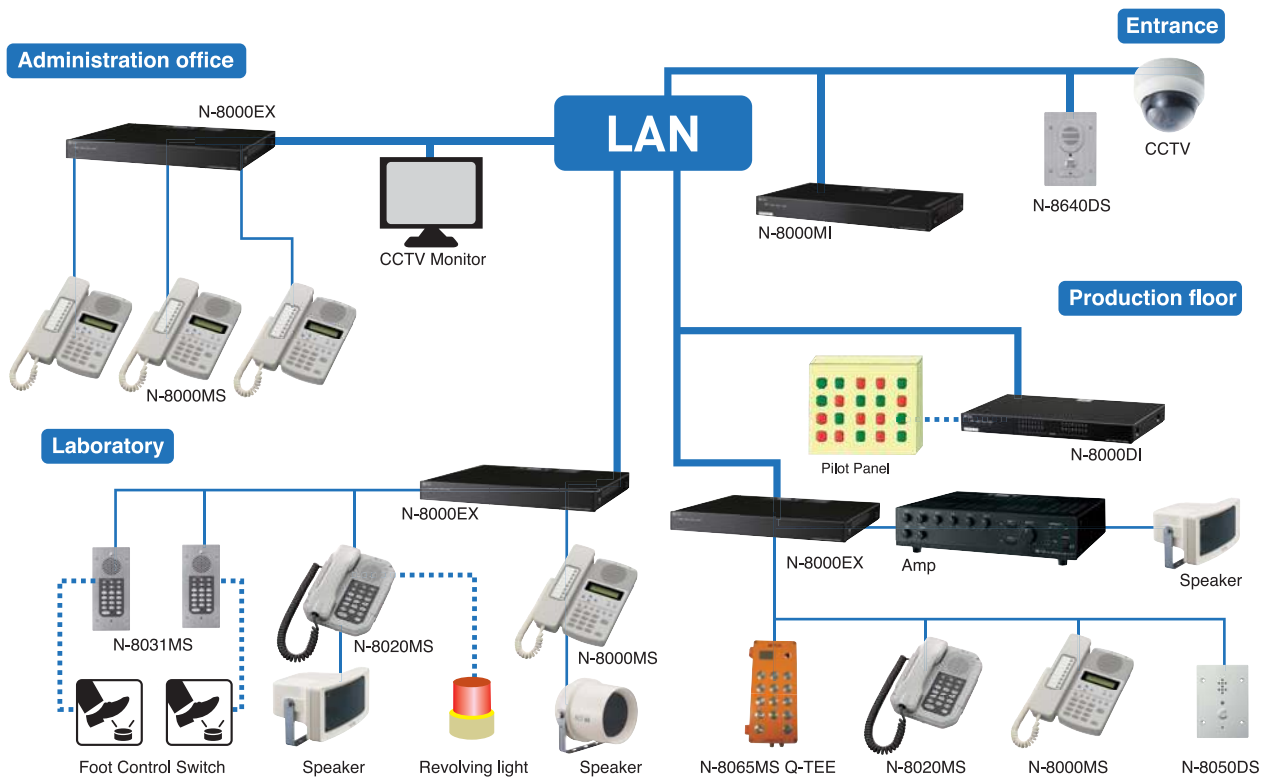 Administration office
N-8000EX
CCTV Monitor
N-8000MS
LAN
Entrance
CCTV
N-8640DS
N-8000MI
Production floor
Pilot Panel
N-8000DI
N-8000EX
Amp
Speaker
N-8065MS Q-TEE
N-8020MS
N-8000MS
N-8050DS
Laboratory
N-8000EX
N-8031MS
N-8020MS
N-8000MS
Foot Control Switch
Speaker
Revolving light
Speaker